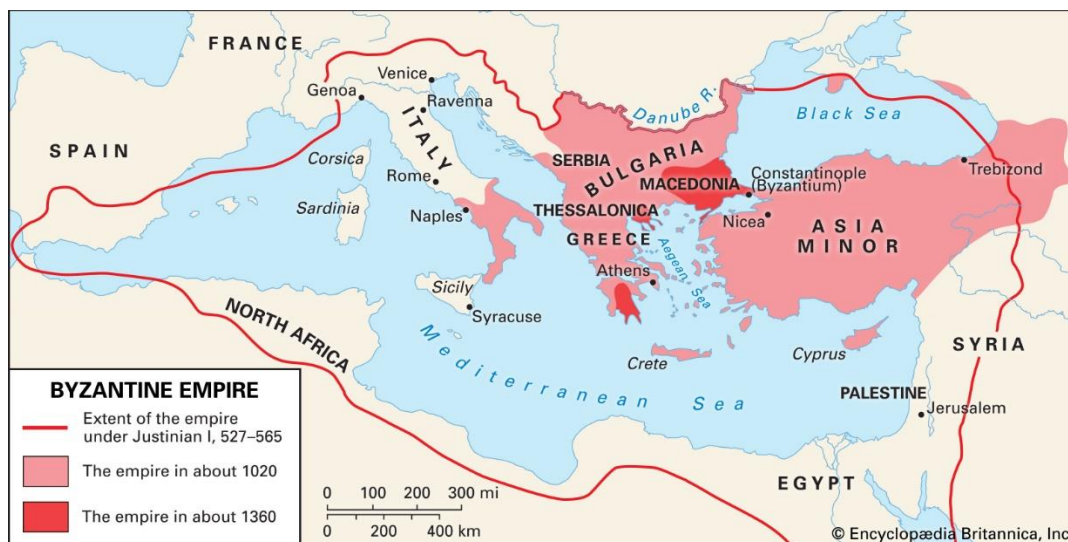 FRANCE
Venice
Genoa
Ravenna
Danube R.
Black Sea
SPAIN
Corsica
ITALY
SERBIA
BULGARIA
Constantinople
(Byzantium)
Trebizond
Rome
MACEDONIA
Sardinia
Naples
THESSALONICA
Nicea
ASIA
MINOR
GREECE
Aegean
Sea
Athens
Sicily
Syracuse
NORTH AFRICA
Mediterranean Sea
Crete
Cyprus
SYRIA
PALESTINE
Jerusalem
EGYPT
BYZANTINE EMPIRE
Extent of the empire
under Justinian I, 527–565
The empire in about 1020
The empire in about 1360
0 100 200 300 mi
0 200 400 km
© Encyclopædia Britannica, Inc